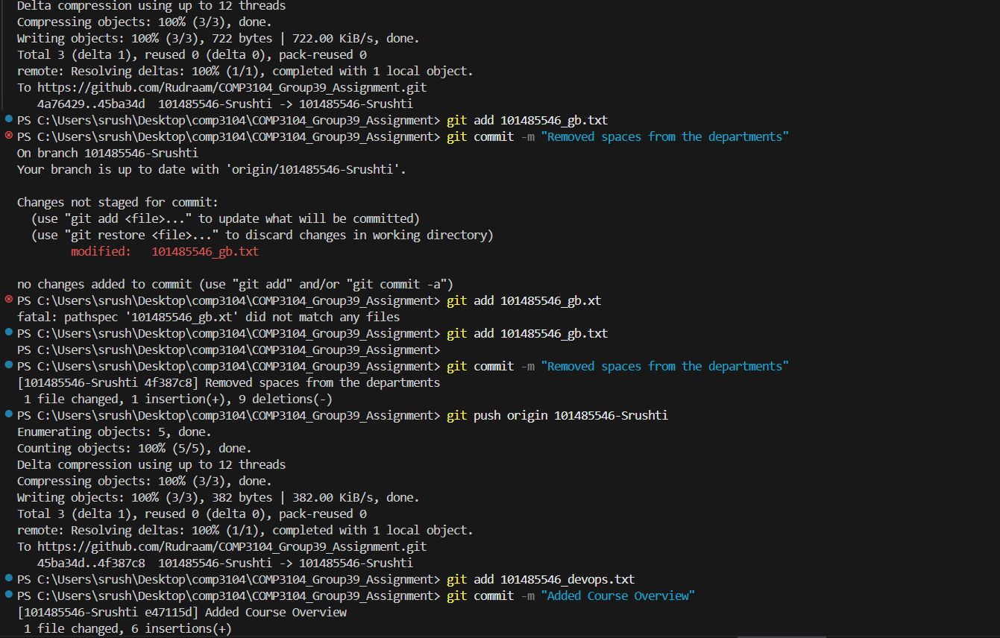 Delta compression using up to 12 threads
Compressing objects: 100% (3/3), done.
Writing objects: 100% (3/3), 722 bytes | 722.00 KiB/s, done.
Total 3 (delta 1), reused 0 (delta 0), pack-reused 0
remote: Resolving deltas: 100% (1/1), completed with 1 local object.
To https://github.com/Rudraam/COMP3104_Group39_Assignment.git
   4a76429..45ba34d  101485546-Srushti -> 101485546-Srushti
PS C:\Users\srush\Desktop\comp3104\COMP3104_Group39_Assignment> git add 101485546_gb.txt
PS C:\Users\srush\Desktop\comp3104\COMP3104_Group39_Assignment> git commit -m "Removed spaces from the departments"
On branch 101485546-Srushti
Your branch is up to date with 'origin/101485546-Srushti'.

Changes not staged for commit:
  (use "git add <file>..." to update what will be committed)
  (use "git restore <file>..." to discard changes in working directory)
        modified:   101485546_gb.txt

no changes added to commit (use "git add" and/or "git commit -a")
PS C:\Users\srush\Desktop\comp3104\COMP3104_Group39_Assignment> git add 101485546_gb.xt
fatal: pathspec '101485546_gb.xt' did not match any files
PS C:\Users\srush\Desktop\comp3104\COMP3104_Group39_Assignment> git add 101485546_gb.txt
PS C:\Users\srush\Desktop\comp3104\COMP3104_Group39_Assignment>
PS C:\Users\srush\Desktop\comp3104\COMP3104_Group39_Assignment> git commit -m "Removed spaces from the departments"
[101485546-Srushti 4f387c8] Removed spaces from the departments
 1 file changed, 1 insertion(+), 9 deletions(-)
PS C:\Users\srush\Desktop\comp3104\COMP3104_Group39_Assignment> git push origin 101485546-Srushti
Enumerating objects: 5, done.
Counting objects: 100% (5/5), done.
Delta compression using up to 12 threads
Compressing objects: 100% (3/3), done.
Writing objects: 100% (3/3), 382 bytes | 382.00 KiB/s, done.
Total 3 (delta 1), reused 0 (delta 0), pack-reused 0
remote: Resolving deltas: 100% (1/1), completed with 1 local object.
To https://github.com/Rudraam/COMP3104_Group39_Assignment.git
   45ba34d..4f387c8  101485546-Srushti -> 101485546-Srushti
PS C:\Users\srush\Desktop\comp3104\COMP3104_Group39_Assignment> git add 101485546_devops.txt
PS C:\Users\srush\Desktop\comp3104\COMP3104_Group39_Assignment> git commit -m "Added Course Overview"
[101485546-Srushti e47115d] Added Course Overview
 1 file changed, 6 insertions(+)